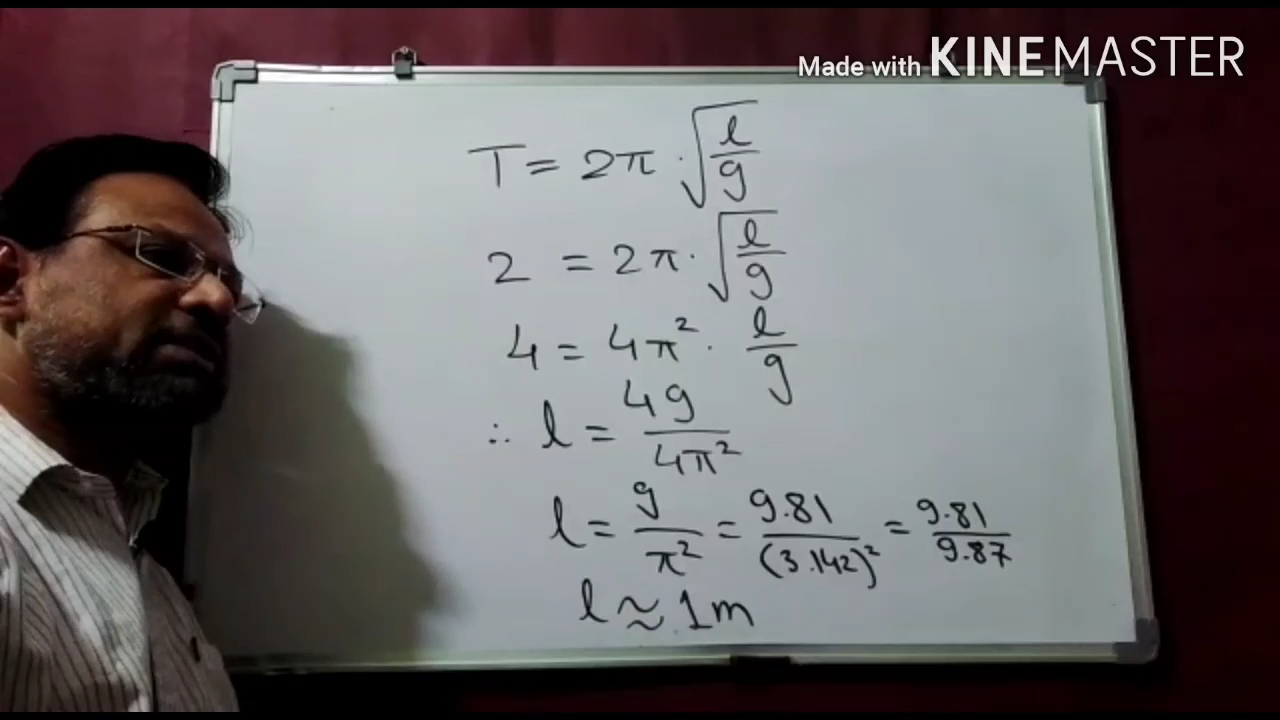 Made with KINEMASTER
T = 2π · √(l/g)
2 = 2π · √(l/g)
4 = 4π² · l/g
∴ l = 4g/4π²
l = g/π² = 9.81/(3.142)² = 9.81/9.87
l ≈ 1m